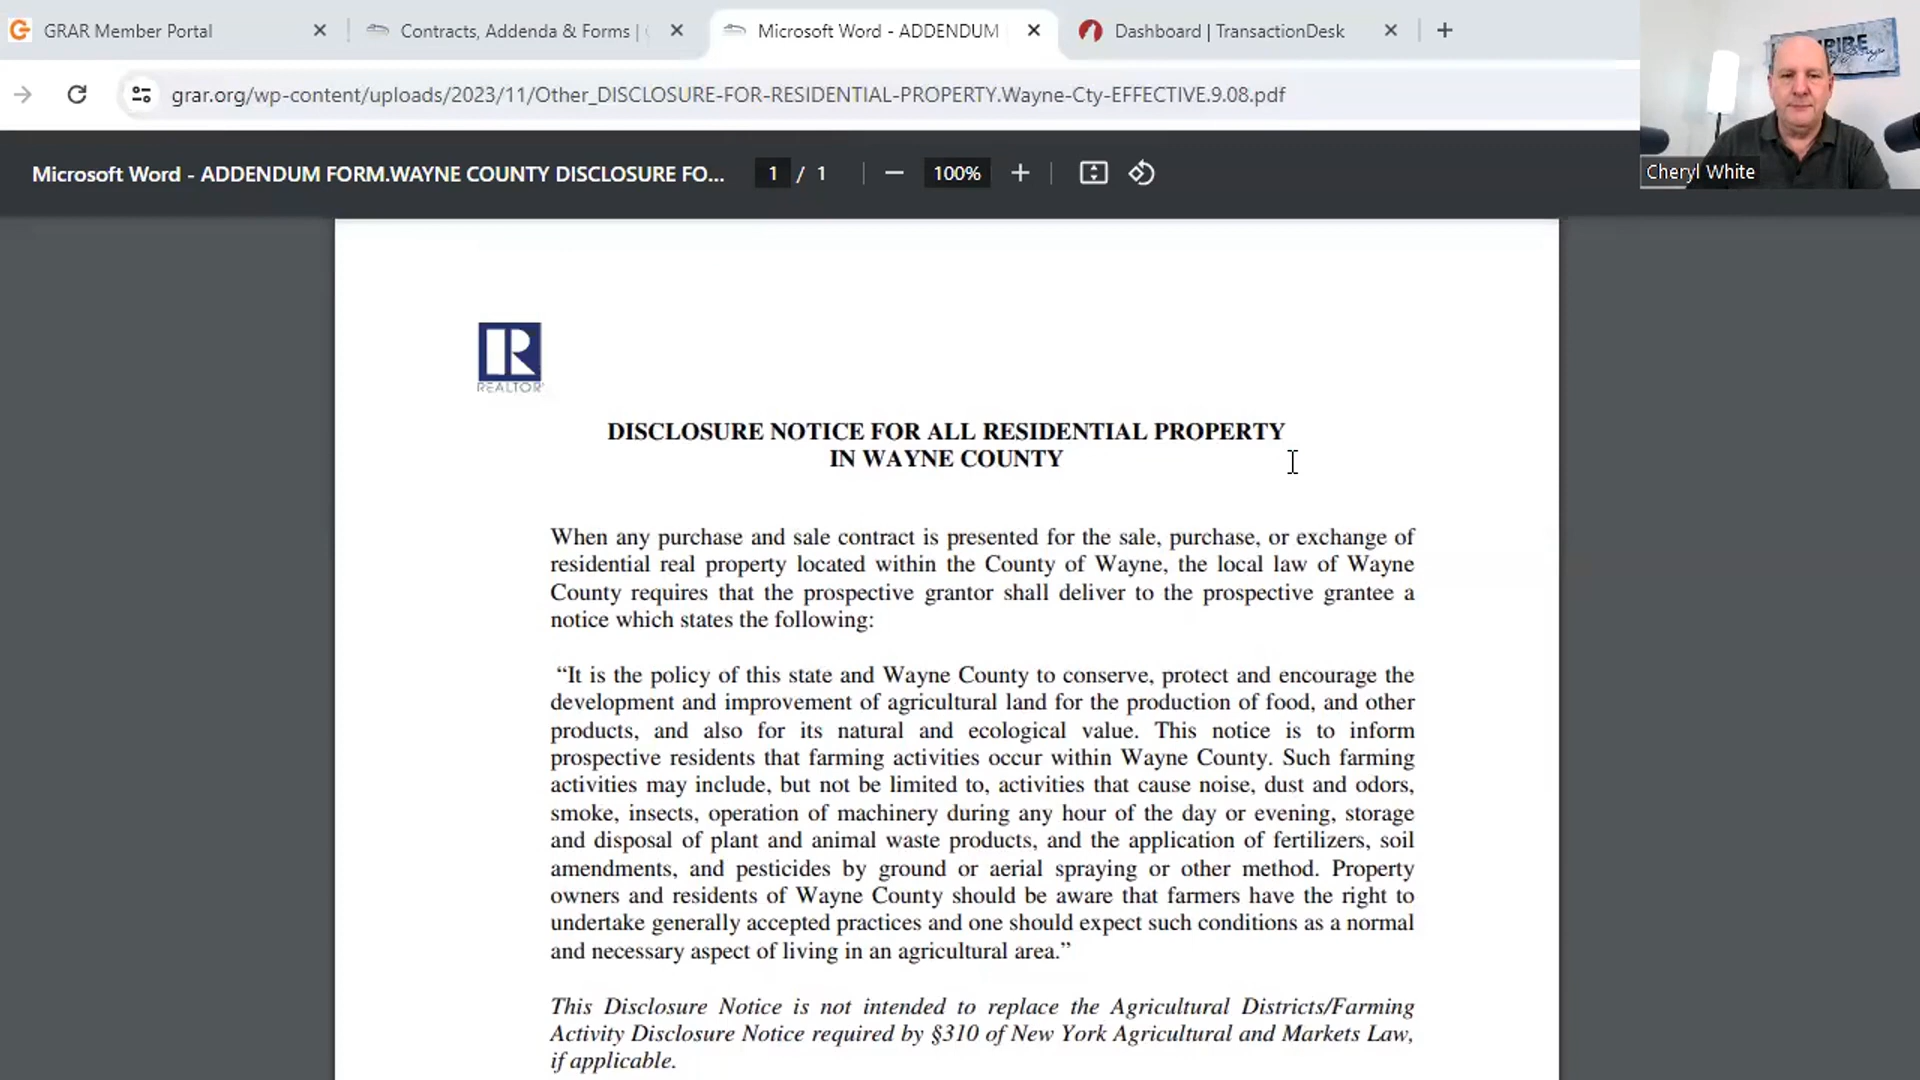 GRAR Member Portal
Contracts, Addenda & Forms |
Microsoft Word - ADDENDUM
Dashboard | TransactionDesk
grar.org/wp-content/uploads/2023/11/Other_DISCLOSURE-FOR-RESIDENTIAL-PROPERTY.Wayne-Cty-EFFECTIVE.9.08.pdf
Cheryl White
Microsoft Word - ADDENDUM FORM.WAYNE COUNTY DISCLOSURE FO...
1 / 1
100%
R
REALTOR
DISCLOSURE NOTICE FOR ALL RESIDENTIAL PROPERTY
IN WAYNE COUNTY
When any purchase and sale contract is presented for the sale, purchase, or exchange of
residential real property located within the County of Wayne, the local law of Wayne
County requires that the prospective grantor shall deliver to the prospective grantee a
notice which states the following:
“It is the policy of this state and Wayne County to conserve, protect and encourage the
development and improvement of agricultural land for the production of food, and other
products, and also for its natural and ecological value. This notice is to inform
prospective residents that farming activities occur within Wayne County. Such farming
activities may include, but not be limited to, activities that cause noise, dust and odors,
smoke, insects, operation of machinery during any hour of the day or evening, storage
and disposal of plant and animal waste products, and the application of fertilizers, soil
amendments, and pesticides by ground or aerial spraying or other method. Property
owners and residents of Wayne County should be aware that farmers have the right to
undertake generally accepted practices and one should expect such conditions as a normal
and necessary aspect of living in an agricultural area.”
This Disclosure Notice is not intended to replace the Agricultural Districts/Farming
Activity Disclosure Notice required by §310 of New York Agricultural and Markets Law,
if applicable.